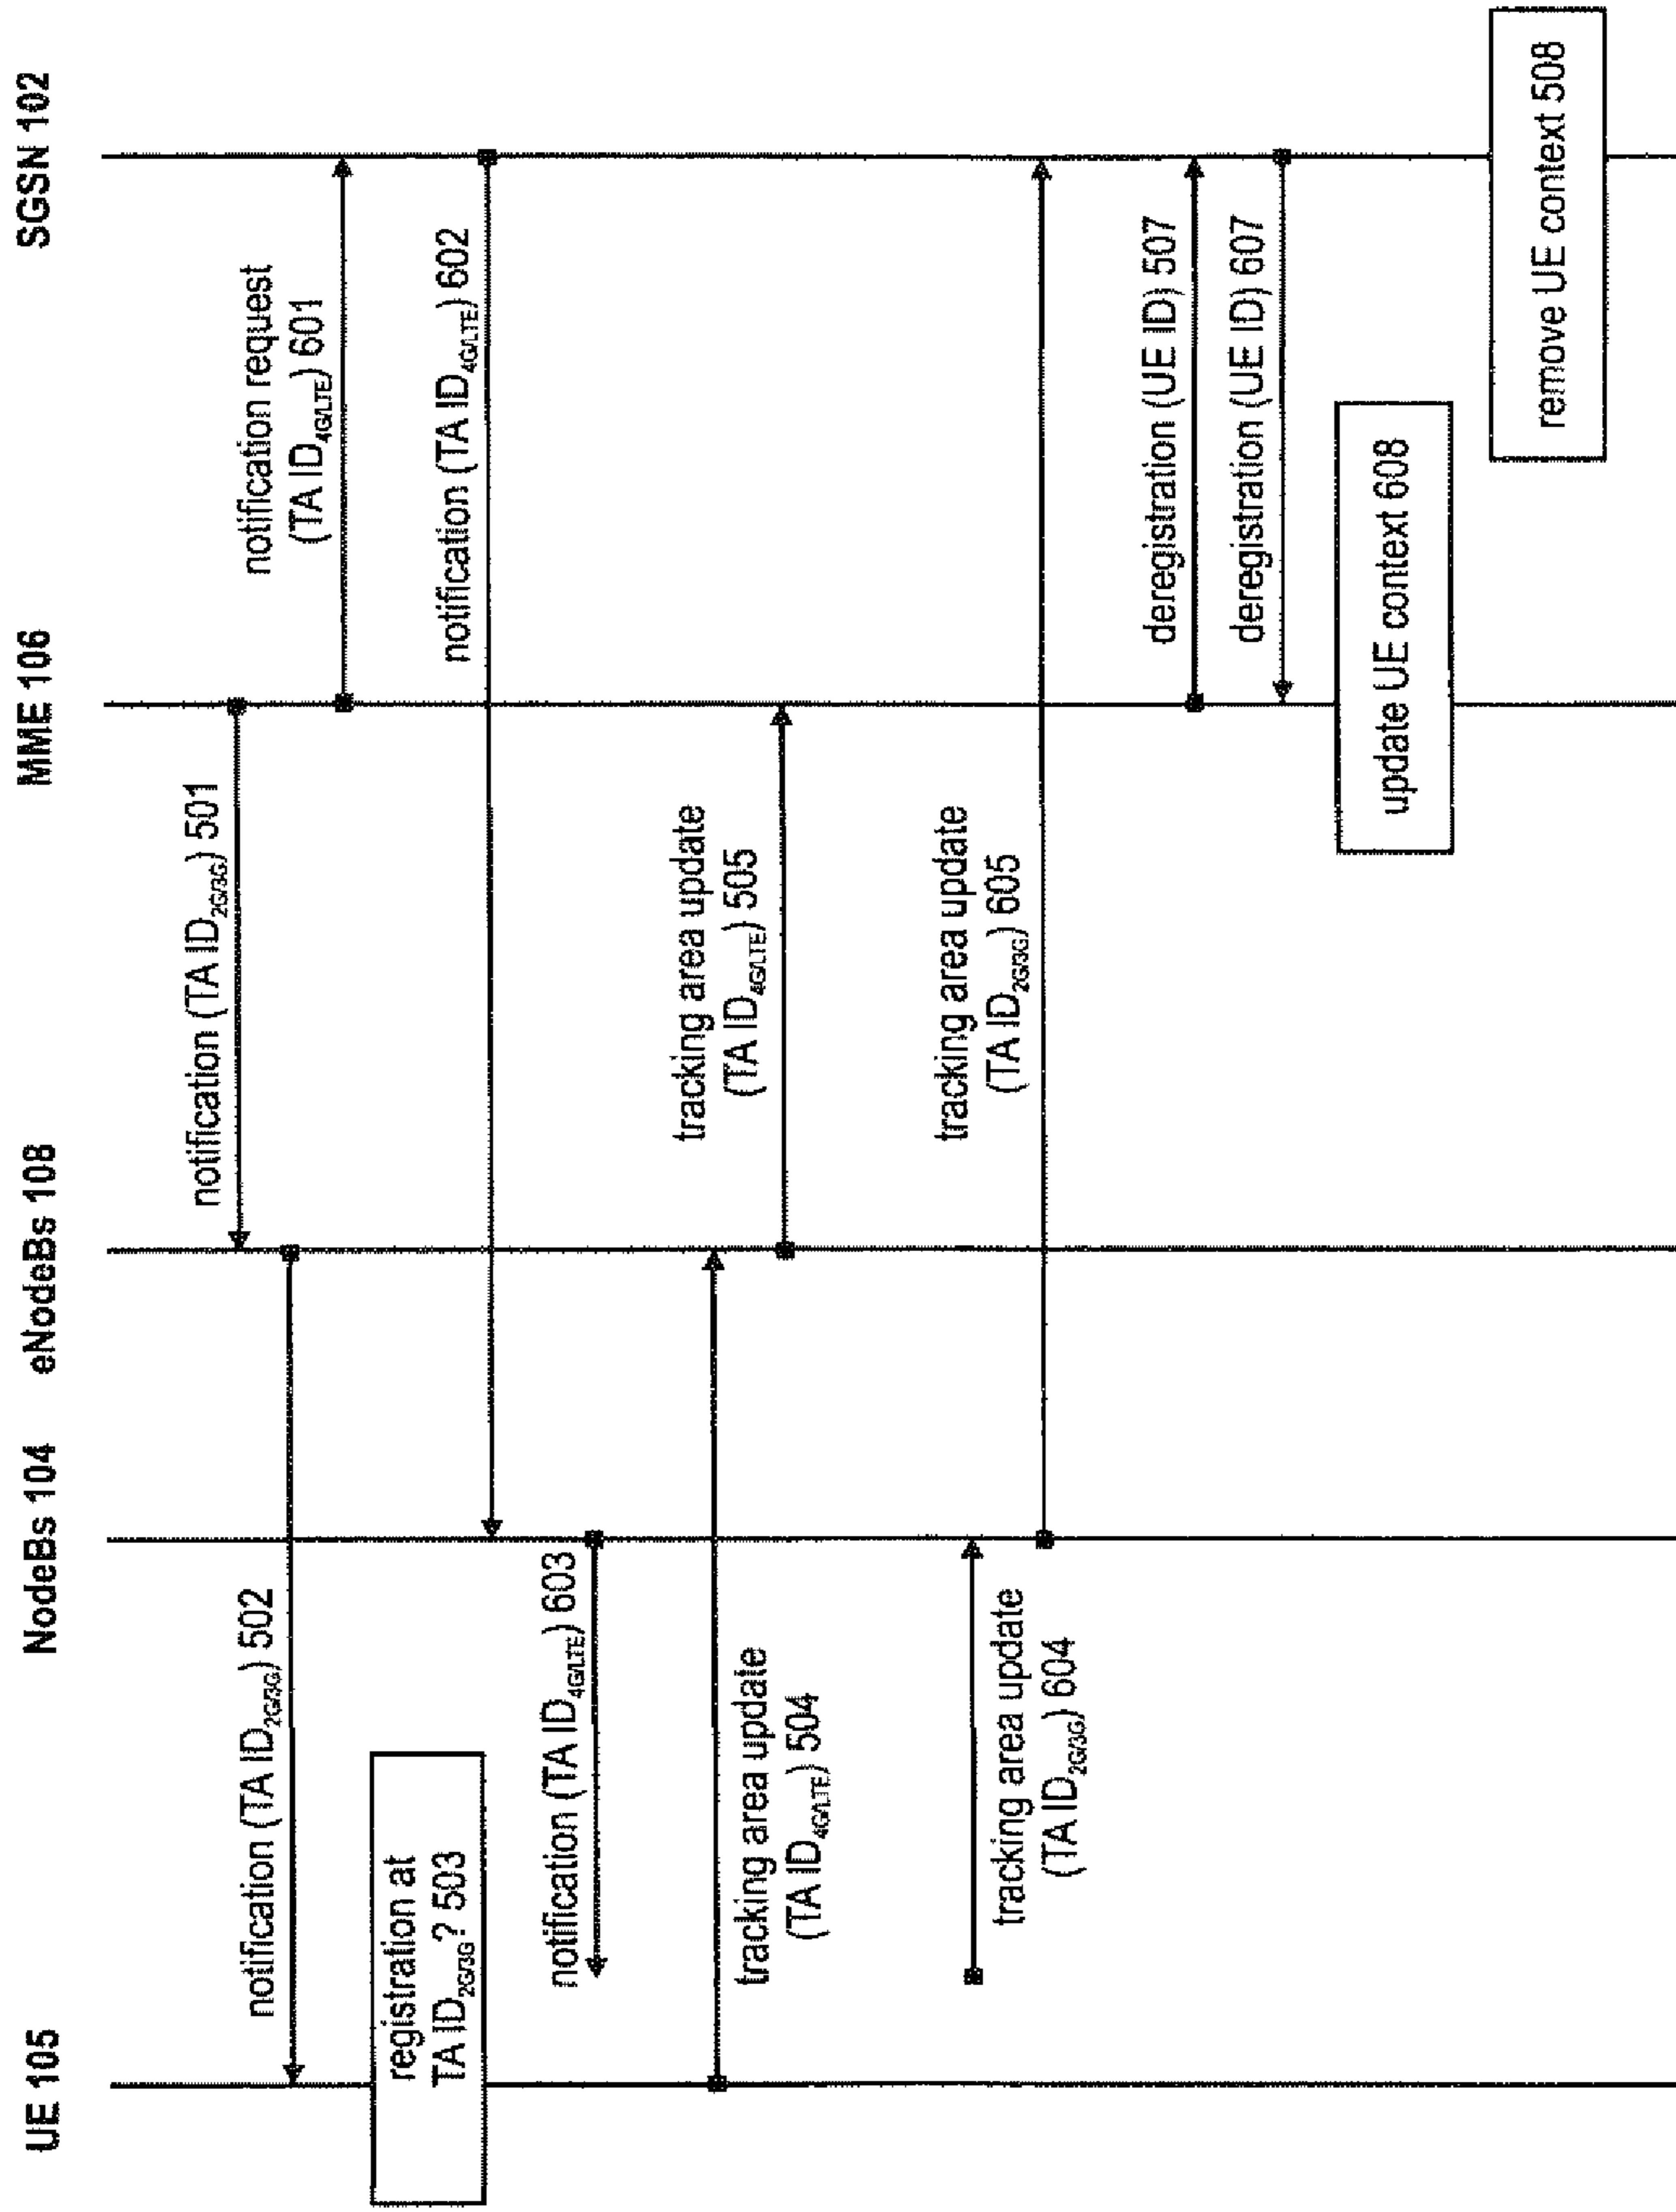 UE 105
NodeBs 104
eNodeBs 108
MME 106
SGSN 102
notification (TA ID2G/3G) 501
notification (TA ID2G/3G) 502
notification request
(TA ID4G/LTE) 601
registration at
TA ID2G/3G? 503
notification (TA ID4G/LTE) 602
notification (TA ID4G/LTE) 603
tracking area update
(TA ID4G/LTE) 504
tracking area update
(TA ID4G/LTE) 505
tracking area update
(TA ID2G/3G) 604
tracking area update
(TA ID2G/3G) 605
deregistration (UE ID) 507
deregistration (UE ID) 607
update UE context 608
remove UE context 508